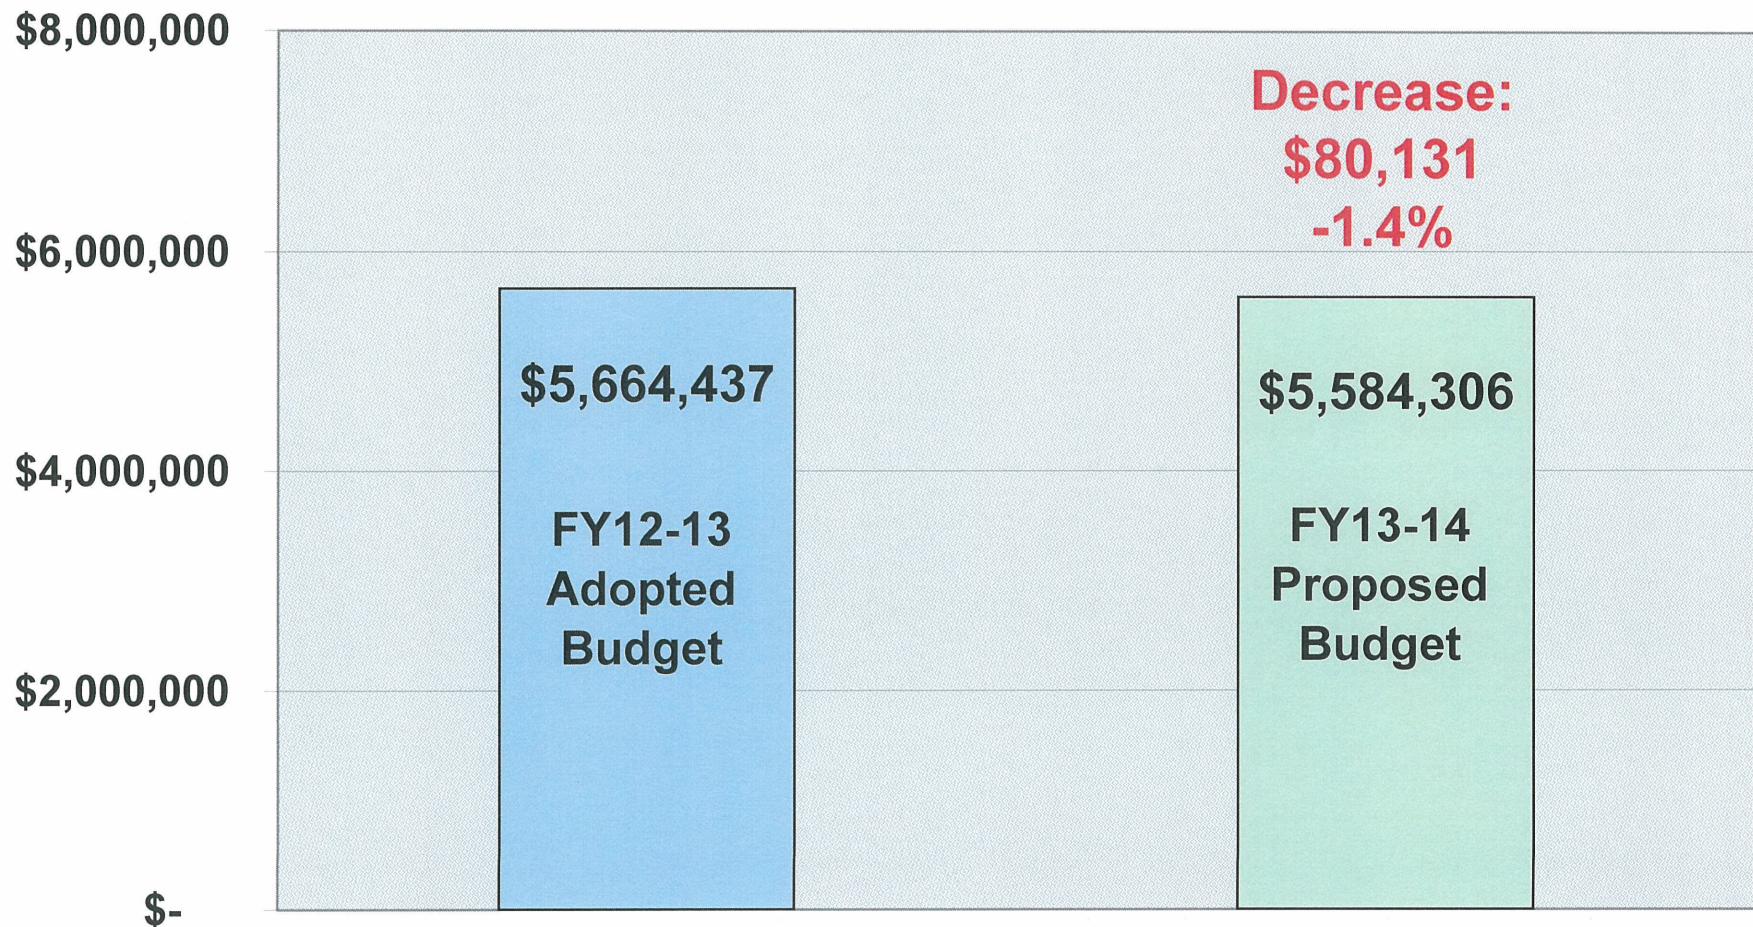 $8,000,000
$6,000,000
$4,000,000
$2,000,000
$-
$5,664,437
FY12-13
Adopted
Budget
Decrease:
$80,131
-1.4%
$5,584,306
FY13-14
Proposed
Budget